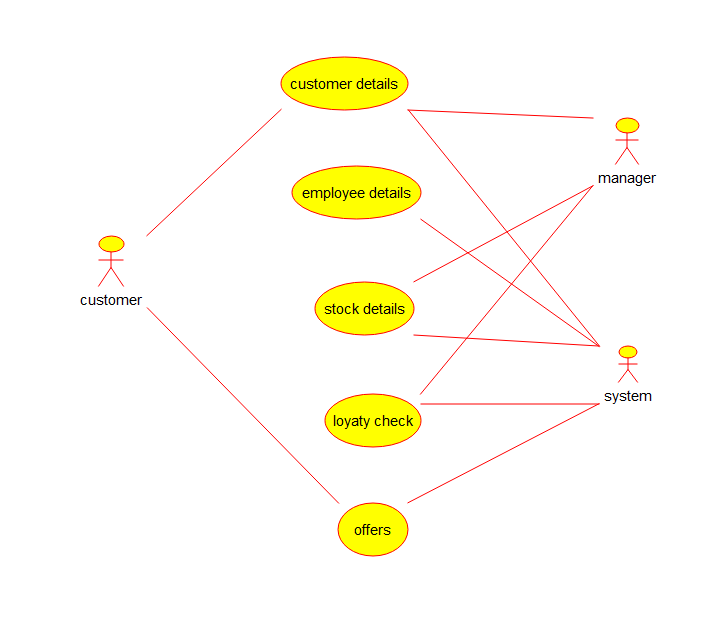 customer details
manager
employee details
customer
stock details
system
loyaty check
offers